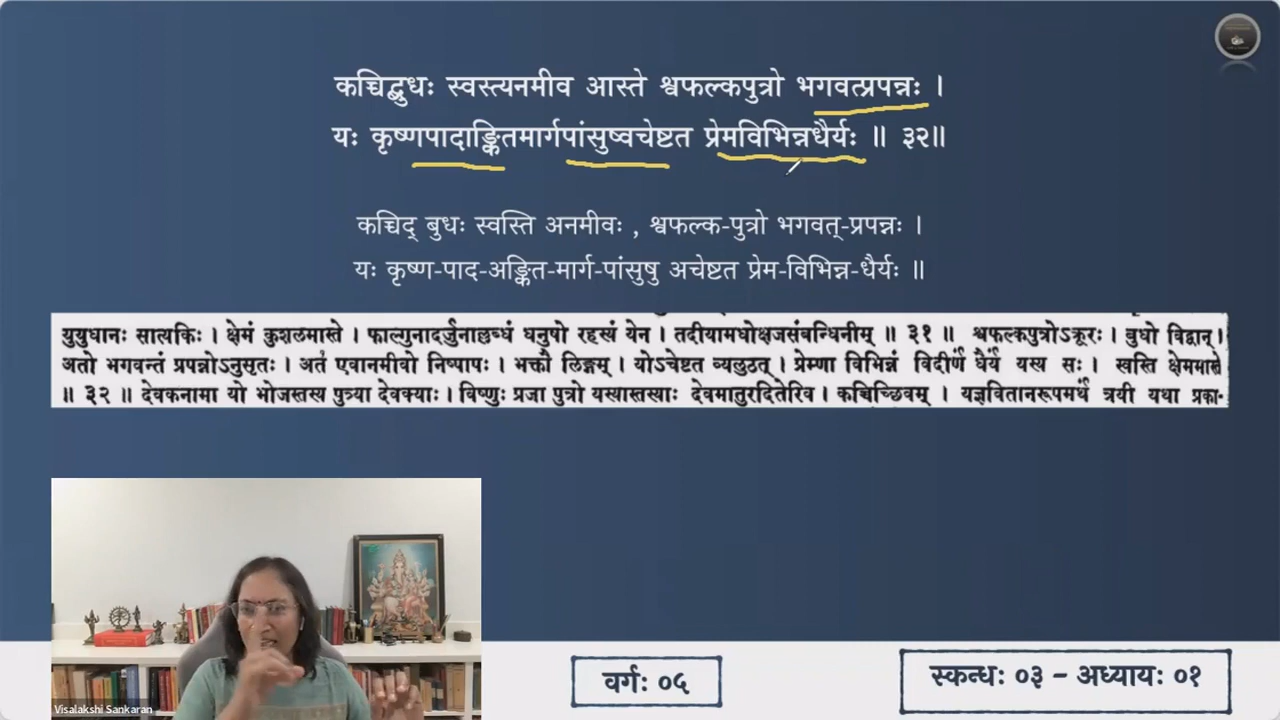 कच्चिद्बुधः स्वस्त्यनमीव आस्ते श्वफल्कपुत्रो भगवत्प्रपन्नः ।
यः कृष्णपादाङ्कितमार्गपांसुष्वचेष्टत प्रेमविभिन्नधैर्यः ॥ ३२॥
कच्चिद् बुधः स्वस्ति अनमीवः , श्वफल्क-पुत्रो भगवत्-प्रपन्नः ।
यः कृष्ण-पाद-अङ्कित-मार्ग-पांसुषु अचेष्टत प्रेम-विभिन्न-धैर्यः ॥
युयुधानः सात्यकिः । क्षेमं कुशलमास्ते । फाल्गुनादर्जुनाल्लब्धं धनुषो रहस्यं येन । तदीयामधोक्षजसंबन्धिनीम् ॥ ३१ ॥ श्वफल्कपुत्रोऽक्रूरः । बुधो विद्वान् ।
अतो भगवन्तं प्रपन्नोऽनुसृतः । अत एवानमीवो निष्पापः । भक्तौ लिङ्गम् । योऽचेष्टत व्यलुठत् । प्रेम्णा विभिन्नं विदीर्णं धैर्यं यस्य सः । स्वस्ति क्षेममास्ते
॥ ३२ ॥ देवकनामा यो भोजस्तस्य पुत्र्या देवक्याः । विष्णुः प्रजा पुत्रो यस्यास्तस्याः देवमातुरदितेरिव । कच्चिच्छिवम् । यज्ञवितानरूपमर्थं त्रयी यथा प्रका-
Visalakshi Sankaran
वर्गः ०५
स्कन्धः ०३ – अध्यायः ०१